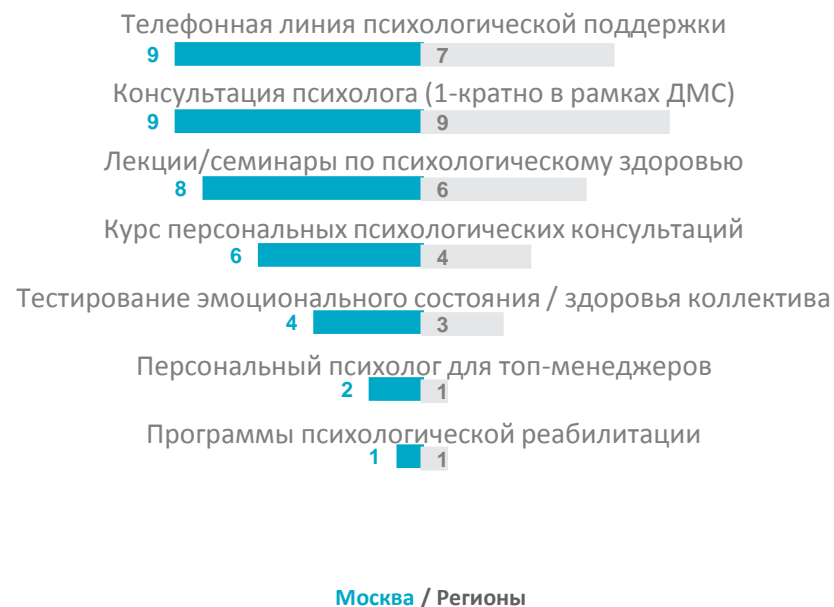 Телефонная линия психологической поддержки
9 7
Консультация психолога (1-кратно в рамках ДМС)
9 9
Лекции/семинары по психологическому здоровью
8 6
Курс персональных психологических консультаций
6 4
Тестирование эмоционального состояния / здоровья коллектива
4 3
Персональный психолог для топ-менеджеров
2 1
Программы психологической реабилитации
1 1
Москва / Регионы